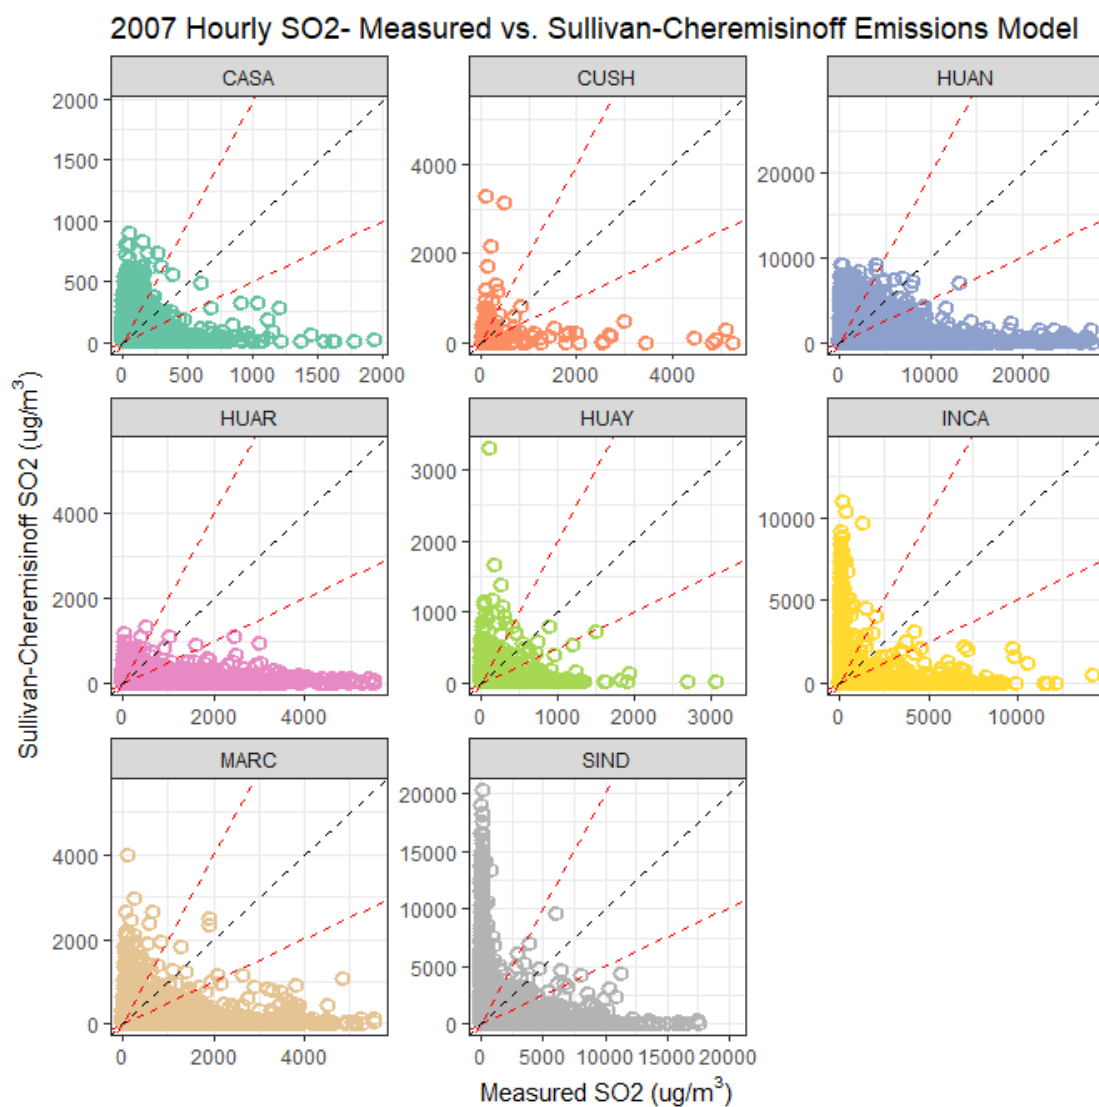 2007 Hourly SO2- Measured vs. Sullivan-Cheremisinoff Emissions Model
CASA
CUSH
HUAN
2000
1500
1000
500
0
0 500 1000 1500 2000
4000
2000
0
0 2000 4000
20000
10000
0
0 10000 20000
HUAR
HUAY
INCA
4000
2000
0
0 2000 4000
3000
2000
1000
0
0 1000 2000 3000
10000
5000
0
0 5000 10000
MARC
SIND
4000
2000
0
0 2000 4000
20000
15000
10000
5000
0
0 5000 10000 15000 20000
Sullivan-Cheremisinoff SO2 (ug/m³)
Measured SO2 (ug/m³)